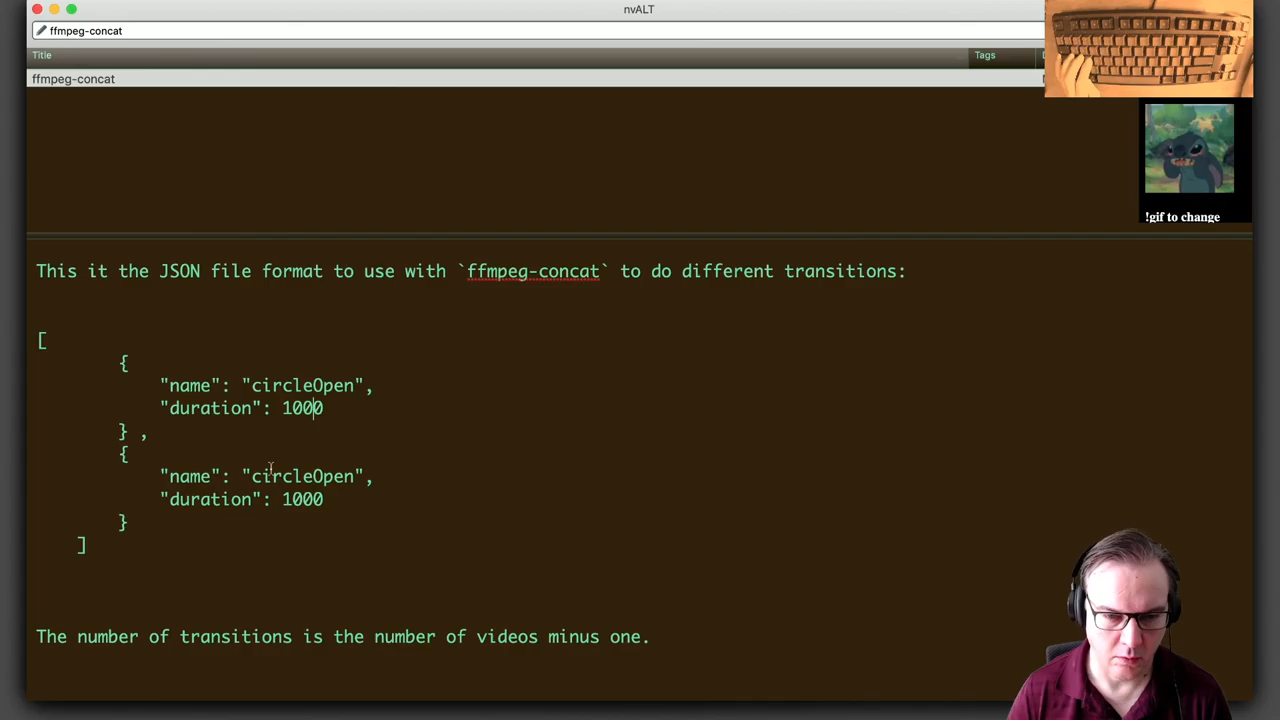 nvALT
ffmpeg-concat
Title
Tags
ffmpeg-concat
!gif to change
This it the JSON file format to use with `ffmpeg-concat` to do different transitions:
[
{
"name": "circleOpen",
"duration": 1000
} ,
{
"name": "circleOpen",
"duration": 1000
}
]
The number of transitions is the number of videos minus one.